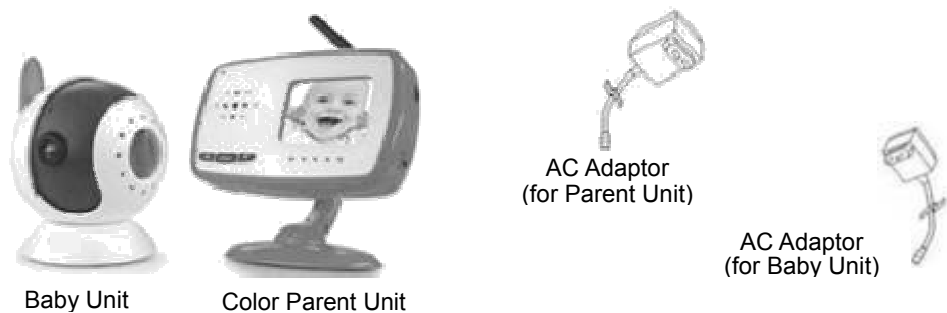 AC Adaptor
(for Parent Unit)
AC Adaptor
(for Baby Unit)
Baby Unit
Color Parent Unit